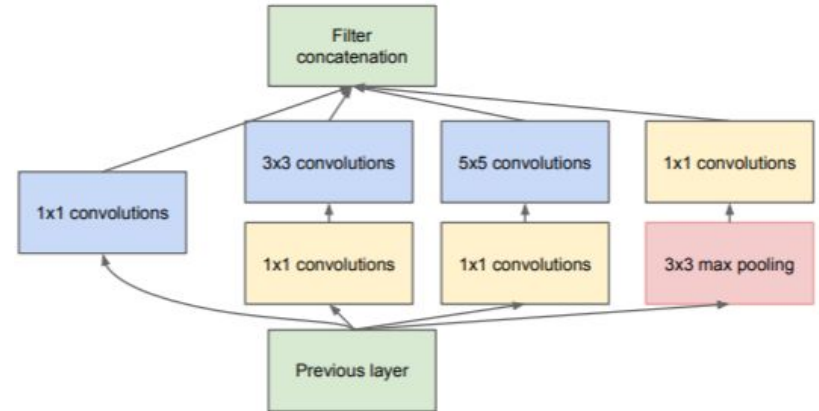 Filter
concatenation
3x3 convolutions
5x5 convolutions
1x1 convolutions
1x1 convolutions
1x1 convolutions
1x1 convolutions
3x3 max pooling
Previous layer